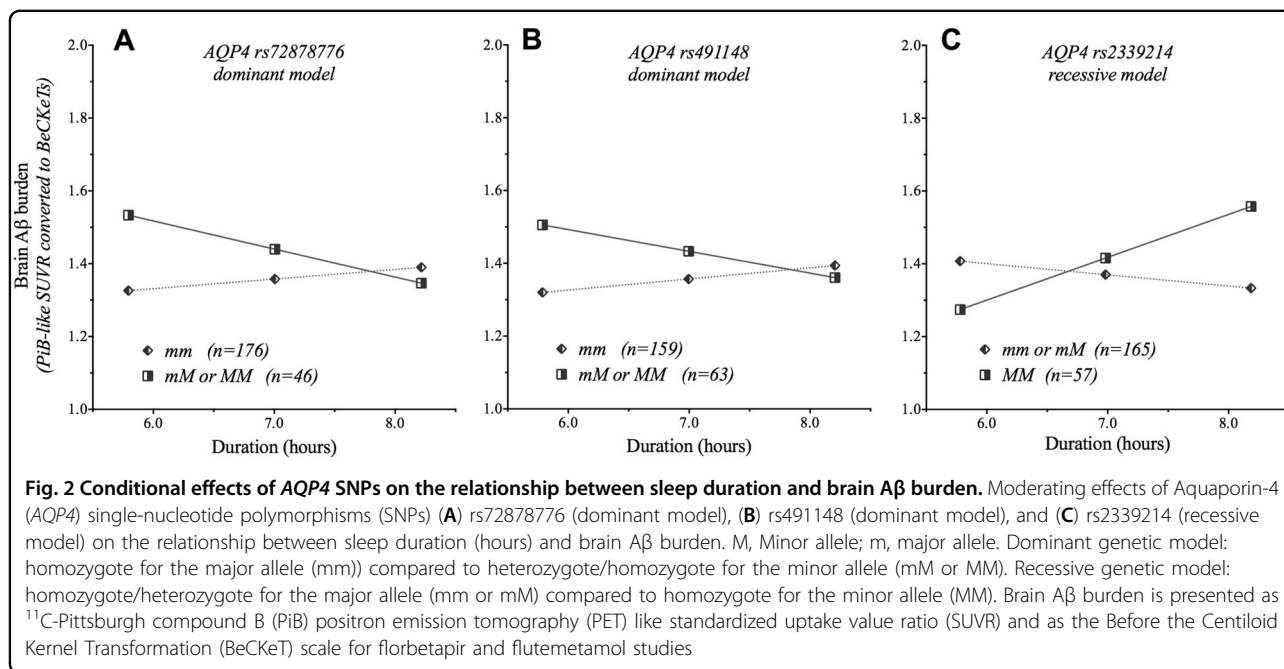 Brain Aβ burden
(PiB-like SUVR converted to BeCKeTs)
A
AQP4 rs72878776
dominant model
2.0
1.8
1.6
1.4
1.2
1.0
mm (n=176)
mM or MM (n=46)
6.0 7.0 8.0
Duration (hours)
B
AQP4 rs491148
dominant model
2.0
1.8
1.6
1.4
1.2
1.0
mm (n=159)
mM or MM (n=63)
6.0 7.0 8.0
Duration (hours)
C
AQP4 rs2339214
recessive model
2.0
1.8
1.6
1.4
1.2
1.0
mm or mM (n=165)
MM (n=57)
6.0 7.0 8.0
Duration (hours)
Fig. 2 Conditional effects of AQP4 SNPs on the relationship between sleep duration and brain Aβ burden. Moderating effects of Aquaporin-4
(AQP4) single-nucleotide polymorphisms (SNPs) (A) rs72878776 (dominant model), (B) rs491148 (dominant model), and (C) rs2339214 (recessive
model) on the relationship between sleep duration (hours) and brain Aβ burden. M, Minor allele; m, major allele. Dominant genetic model:
homozygote for the major allele (mm)) compared to heterozygote/homozygote for the minor allele (mM or MM). Recessive genetic model:
homozygote/heterozygote for the major allele (mm or mM) compared to homozygote for the minor allele (MM). Brain Aβ burden is presented as
¹¹C-Pittsburgh compound B (PiB) positron emission tomography (PET) like standardized uptake value ratio (SUVR) and as the Before the Centiloid
Kernel Transformation (BeCKeT) scale for florbetapir and flutemetamol studies